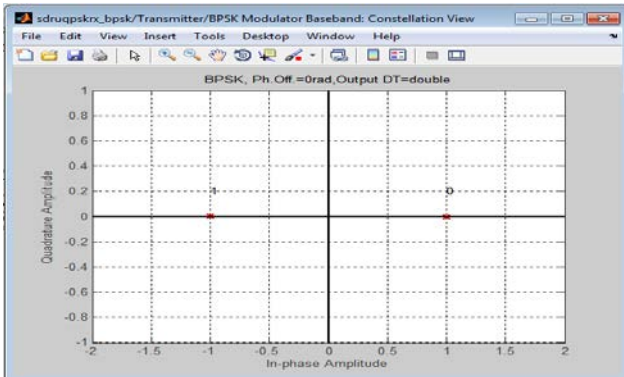 sdruqpskrx_bpsk/Transmitter/BPSK Modulator Baseband: Constellation View
File Edit View Insert Tools Desktop Window Help
BPSK, Ph.Off.=0rad,Output DT=double
1
0.8
0.6
0.4
0.2
0
-0.2
-0.4
-0.6
-0.8
-1
Quadrature Amplitude
1
0
-2 -1.5 -1 -0.5 0 0.5 1 1.5 2
In-phase Amplitude